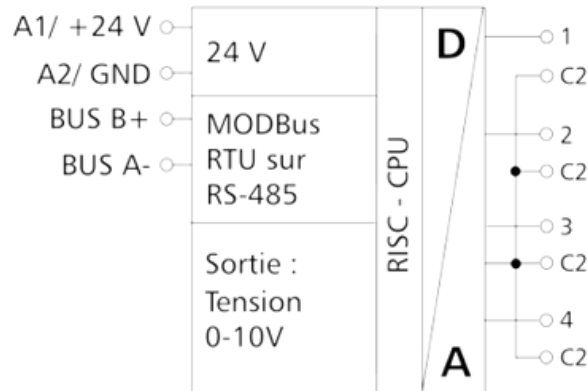 A1/ +24 V
A2/ GND
BUS B+
BUS A-
24 V
MODBus
RTU sur
RS-485
Sortie :
Tension
0-10V
RISC - CPU
D
A
1
C2
2
C2
3
C2
4
C2